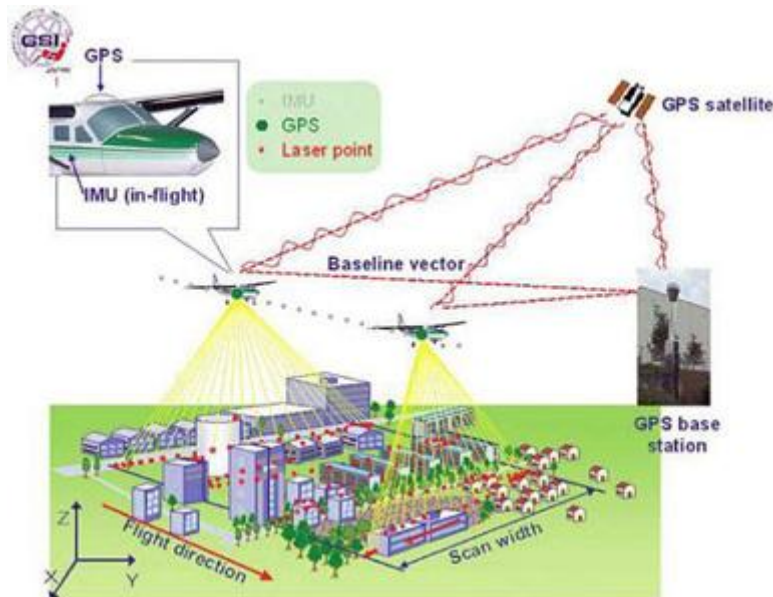 GSI
GPS
IMU (in-flight)
IMU
GPS
Laser point
GPS satellite
Baseline vector
GPS base
station
Z
X
Y
Flight direction
Scan width